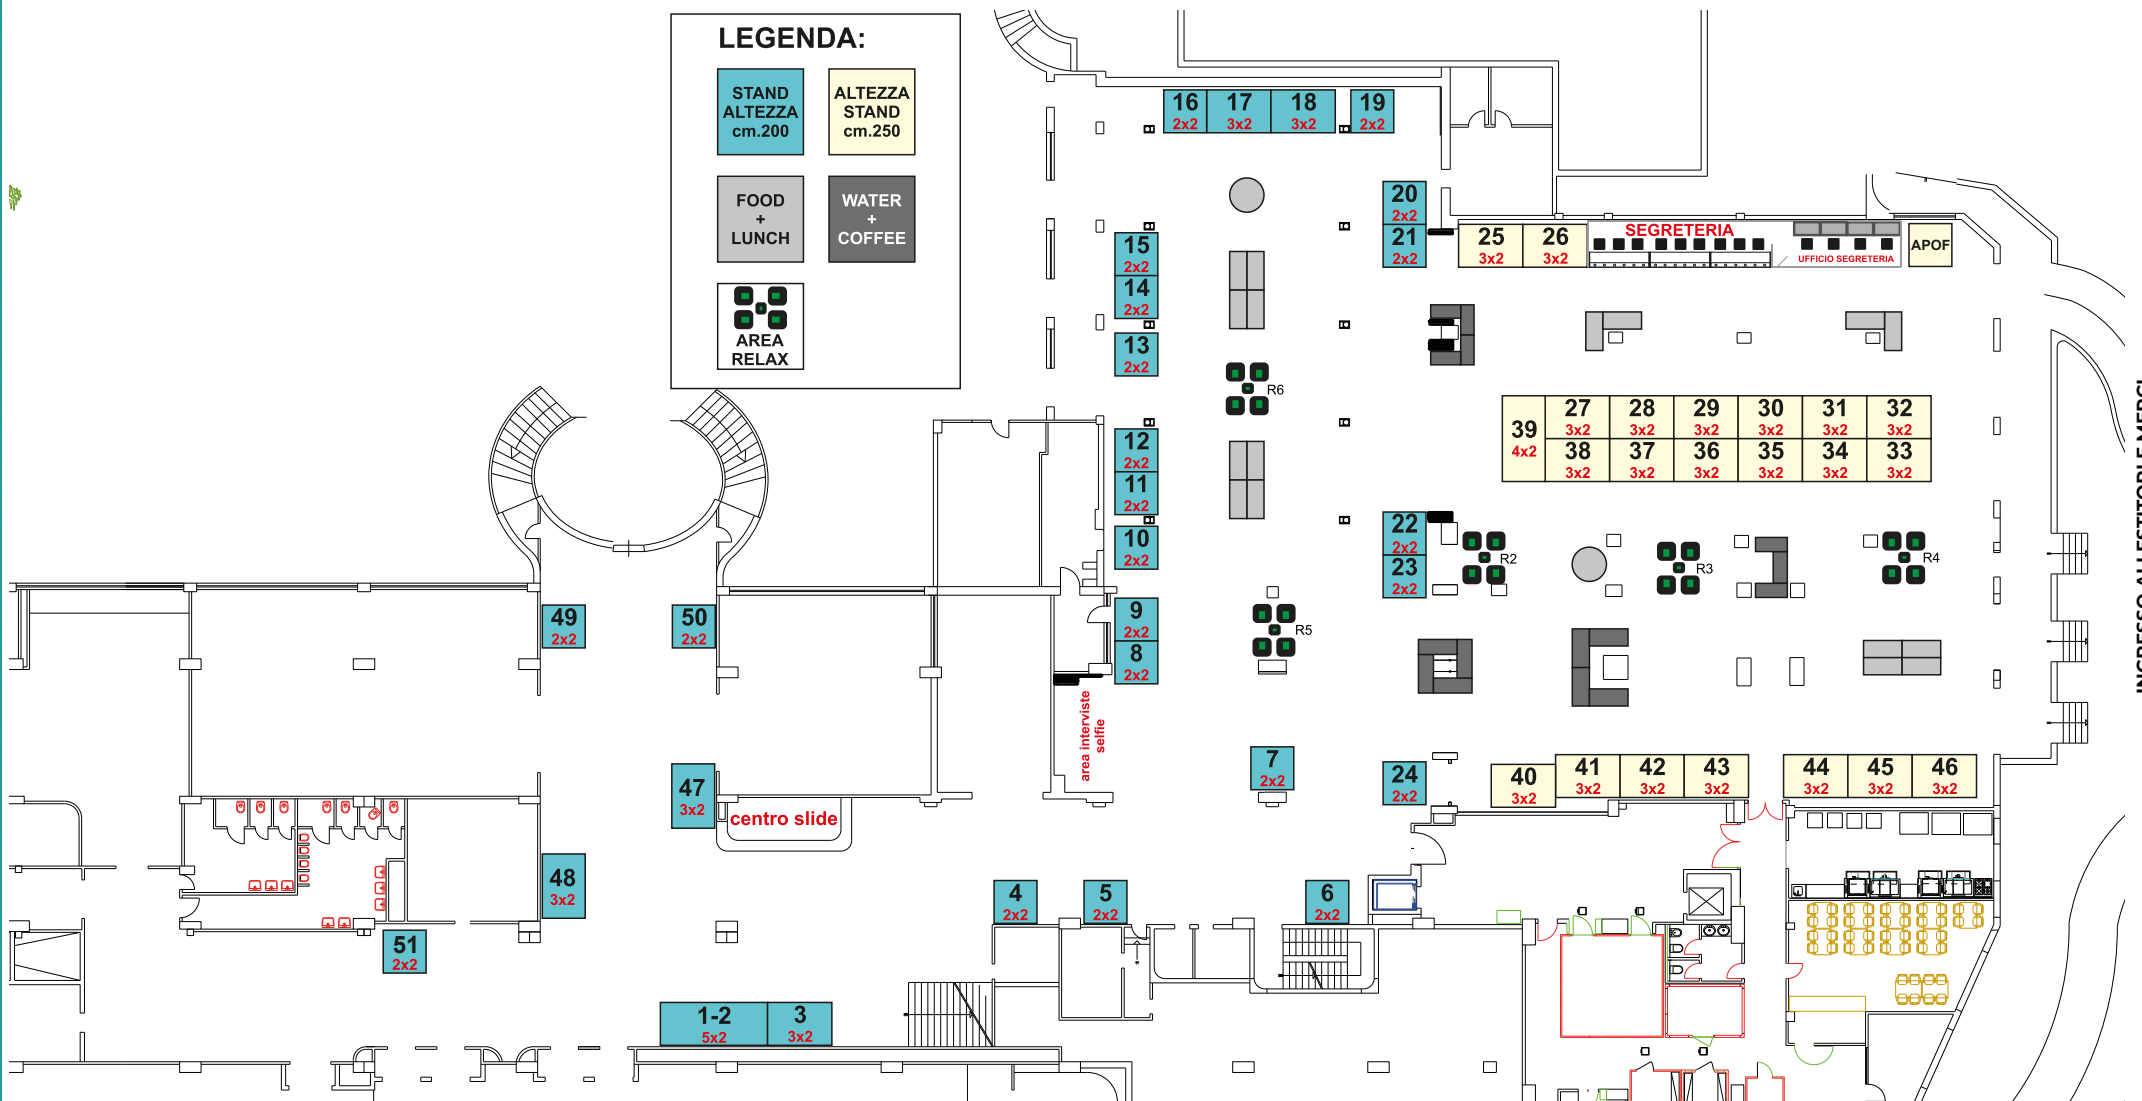 LEGENDA:
STAND
ALTEZZA
cm.200
ALTEZZA
STAND
cm.250
FOOD
+
LUNCH
WATER
+
COFFEE
AREA
RELAX
16
2x2
17
3x2
18
3x2
19
2x2
20
2x2
21
2x2
25
3x2
26
3x2
SEGRETERIA
UFFICIO SEGRETERIA
APOF
15
2x2
14
2x2
13
2x2
R6
12
2x2
11
2x2
10
2x2
39
4x2
27
3x2
28
3x2
29
3x2
30
3x2
31
3x2
32
3x2
38
3x2
37
3x2
36
3x2
35
3x2
34
3x2
33
3x2
22
2x2
23
2x2
R2
R3
R4
R5
9
2x2
8
2x2
49
2x2
50
2x2
area interviste
selfie
7
2x2
24
2x2
40
3x2
41
3x2
42
3x2
43
3x2
44
3x2
45
3x2
46
3x2
47
3x2
centro slide
48
3x2
4
2x2
5
2x2
6
2x2
51
2x2
1-2
5x2
3
3x2